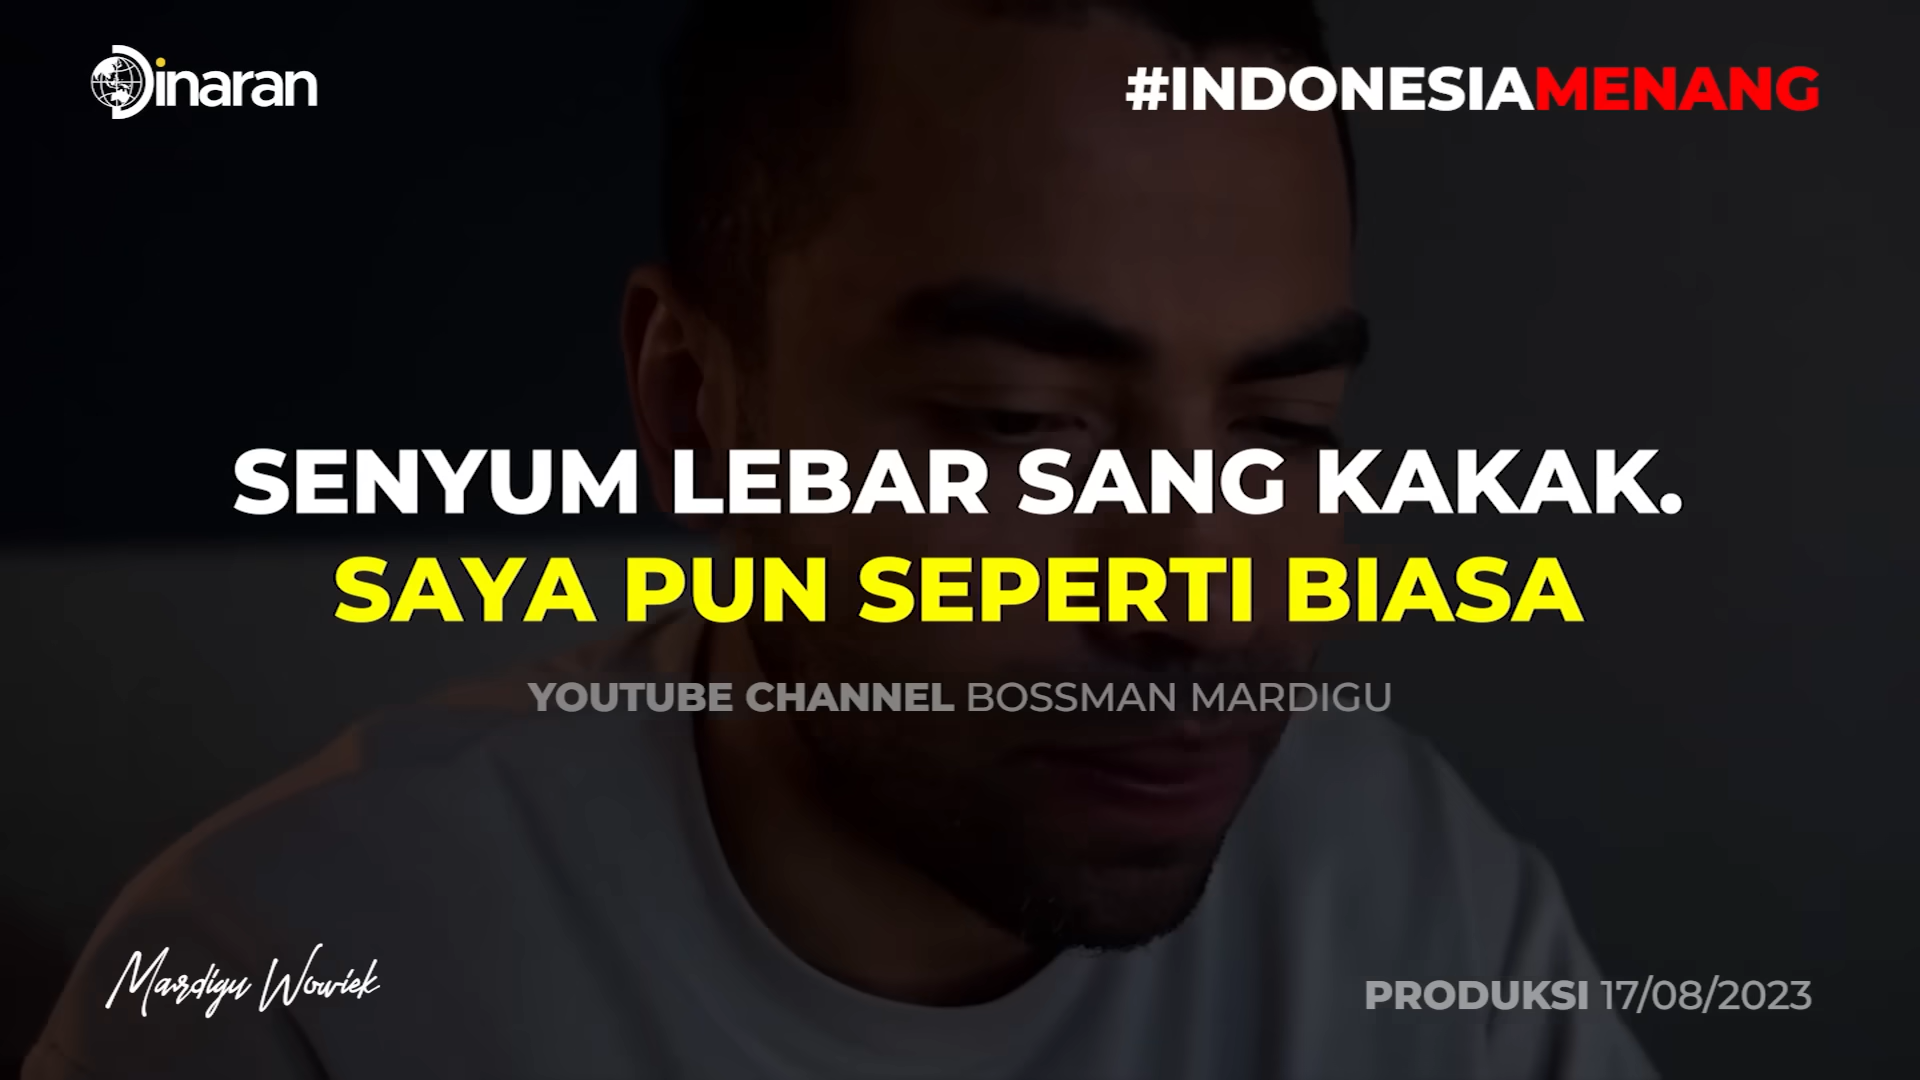 Dinaran
#INDONESIAMENANG
SENYUM LEBAR SANG KAKAK.
SAYA PUN SEPERTI BIASA
YOUTUBE CHANNEL BOSSMAN MARDIGU
Mardigu Wowiek
PRODUKSI 17/08/2023